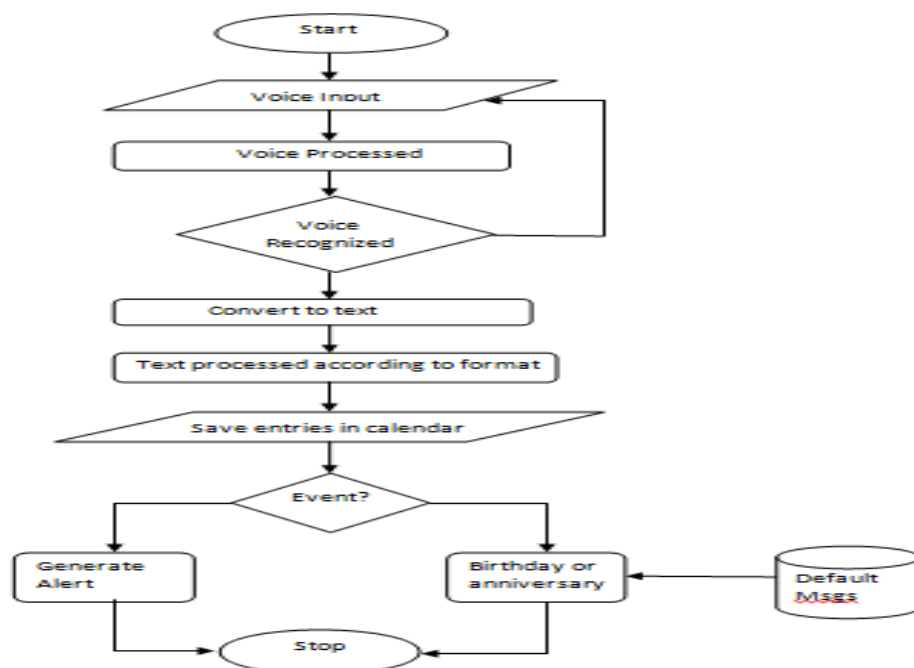 Start
Voice Input
Voice Processed
Voice
Recognized
Convert to text
Text processed according to format
Save entries in calendar
Event?
Generate
Alert
Birthday or
anniversary
Default
Msgs
Stop